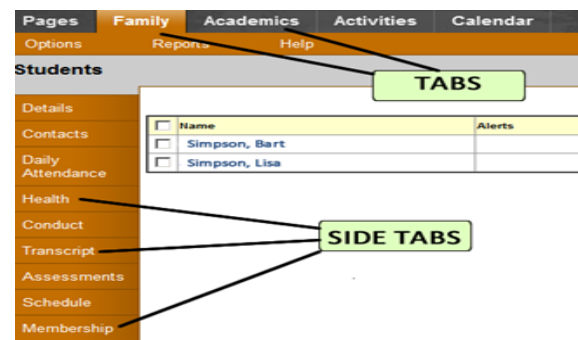 Pages Family Academics Activities Calendar
Options Reports Help
Students
TABS
Details
Contacts
Daily
Attendance
Health
Conduct
Transcript
Assessments
Schedule
Membership
Name Alerts
Simpson, Bart
Simpson, Lisa
SIDE TABS